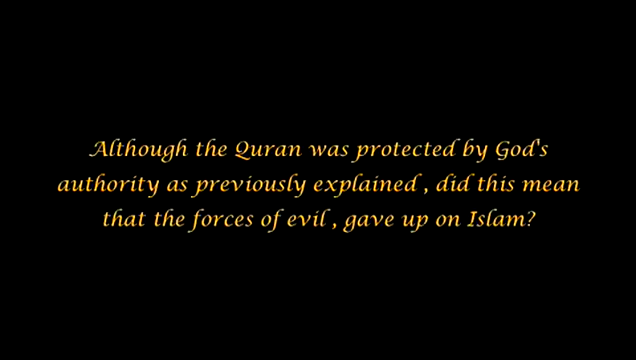 Although the Quran was protected by God's
authority as previously explained , did this mean
that the forces of evil , gave up on Islam?